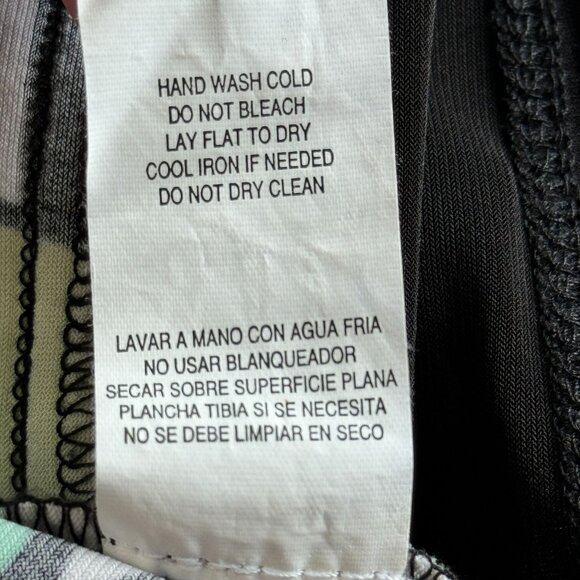 HAND WASH COLD
DO NOT BLEACH
LAY FLAT TO DRY
COOL IRON IF NEEDED
DO NOT DRY CLEAN
LAVAR A MANO CON AGUA FRIA
NO USAR BLANQUEADOR
SECAR SOBRE SUPERFICIE PLANA
PLANCHA TIBIA SI SE NECESITA
NO SE DEBE LIMPIAR EN SECO